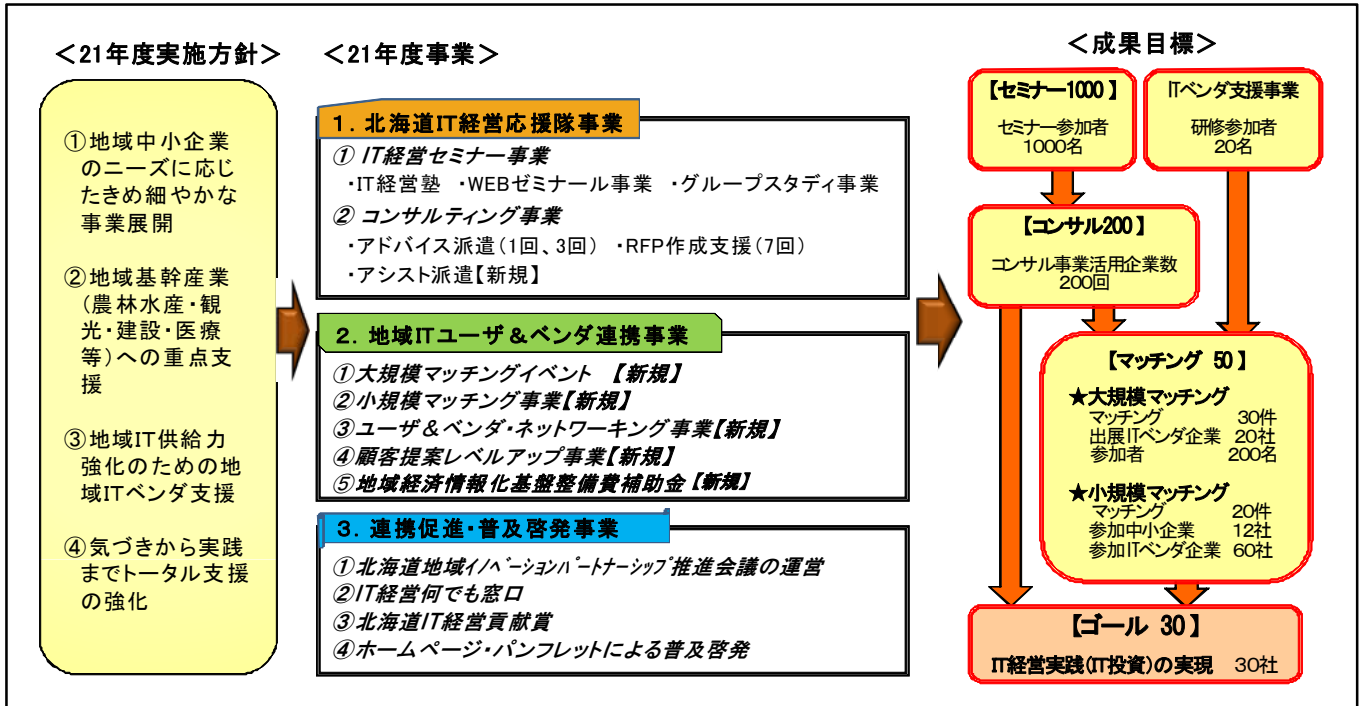 ＜21年度実施方針＞
①地域中小企業
のニーズに応じ
たきめ細やかな
事業展開
②地域基幹産業
（農林水産・観
光・建設・医療
等）への重点支
援
③地域IT供給力
強化のための地
域ITベンダ支援
④気づきから実践
までトータル支援
の強化
＜21年度事業＞
１．北海道IT経営応援隊事業
① IT経営セミナー事業
・IT経営塾 ・WEBゼミナール事業 ・グループスタディ事業
② コンサルティング事業
・アドバイス派遣（1回、3回） ・RFP作成支援（7回）
・アシスト派遣【新規】
２．地域ITユーザ＆ベンダ連携事業
①大規模マッチングイベント 【新規】
②小規模マッチング事業【新規】
③ユーザ＆ベンダ・ネットワーキング事業【新規】
④顧客提案レベルアップ事業【新規】
⑤地域経済情報化基盤整備費補助金【新規】
３．連携促進・普及啓発事業
①北海道地域ｲﾉﾍﾞｰｼｮﾝﾊﾟｰﾄﾅｰｼｯﾌﾟ推進会議の運営
②IT経営何でも窓口
③北海道IT経営貢献賞
④ホームページ・パンフレットによる普及啓発
＜成果目標＞
【セミナー1000】
セミナー参加者
1000名
ITベンダ支援事業
研修参加者
20名
【コンサル200】
コンサル事業活用企業数
200回
【マッチング 50】
★大規模マッチング
マッチング 30件
出展ITベンダ企業 20社
参加者 200名
★小規模マッチング
マッチング 20件
参加中小企業 12社
参加ITベンダ企業 60社
【ゴール 30】
IT経営実践(IT投資)の実現 30社